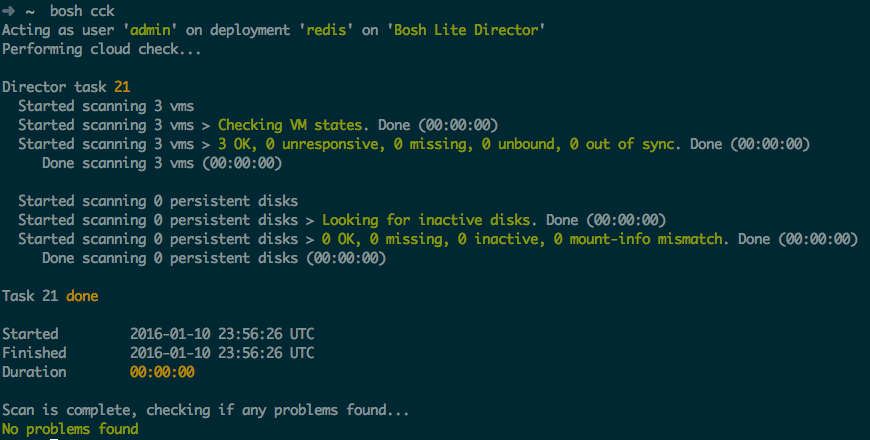 ➜ ~ bosh cck
Acting as user 'admin' on deployment 'redis' on 'Bosh Lite Director'
Performing cloud check...
Director task 21
Started scanning 3 vms
Started scanning 3 vms > Checking VM states. Done (00:00:00)
Started scanning 3 vms > 3 OK, 0 unresponsive, 0 missing, 0 unbound, 0 out of sync. Done (00:00:00)
Done scanning 3 vms (00:00:00)
Started scanning 0 persistent disks
Started scanning 0 persistent disks > Looking for inactive disks. Done (00:00:00)
Started scanning 0 persistent disks > 0 OK, 0 missing, 0 inactive, 0 mount-info mismatch. Done (00:00:00)
Done scanning 0 persistent disks (00:00:00)
Task 21 done
Started 2016-01-10 23:56:26 UTC
Finished 2016-01-10 23:56:26 UTC
Duration 00:00:00
Scan is complete, checking if any problems found...
No problems found